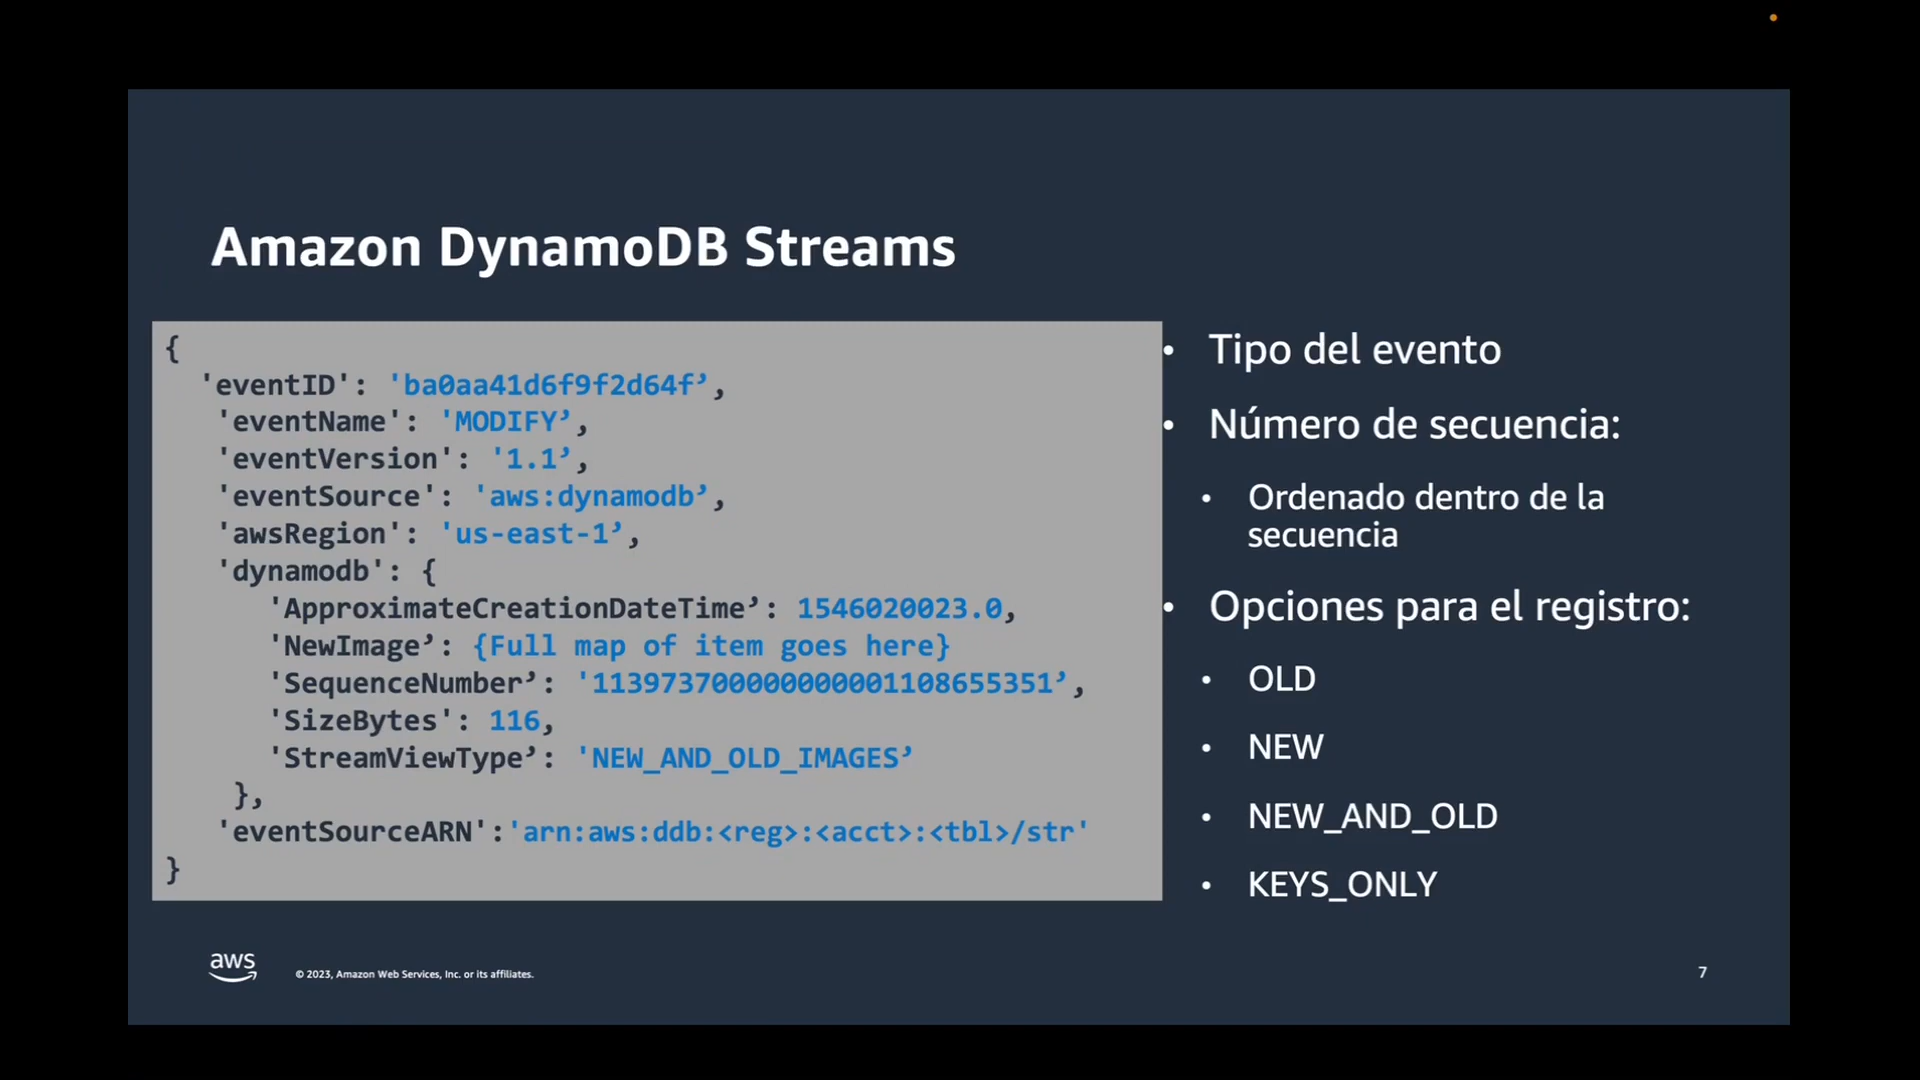 Amazon DynamoDB Streams
{
'eventID': 'ba0aa41d6f9f2d64f’,
'eventName': 'MODIFY’,
'eventVersion': '1.1’,
'eventSource': 'aws:dynamodb’,
'awsRegion': 'us-east-1’,
'dynamodb': {
'ApproximateCreationDateTime’: 1546020023.0,
'NewImage’: {Full map of item goes here}
'SequenceNumber’: '1139737000000000001108655351’,
'SizeBytes': 116,
'StreamViewType’: 'NEW_AND_OLD_IMAGES’
},
'eventSourceARN':'arn:aws:ddb:<reg>:<acct>:<tbl>/str'
}
• Tipo del evento
• Número de secuencia:
• Ordenado dentro de la
secuencia
• Opciones para el registro:
• OLD
• NEW
• NEW_AND_OLD
• KEYS_ONLY
aws
© 2023, Amazon Web Services, Inc. or its affiliates.
7